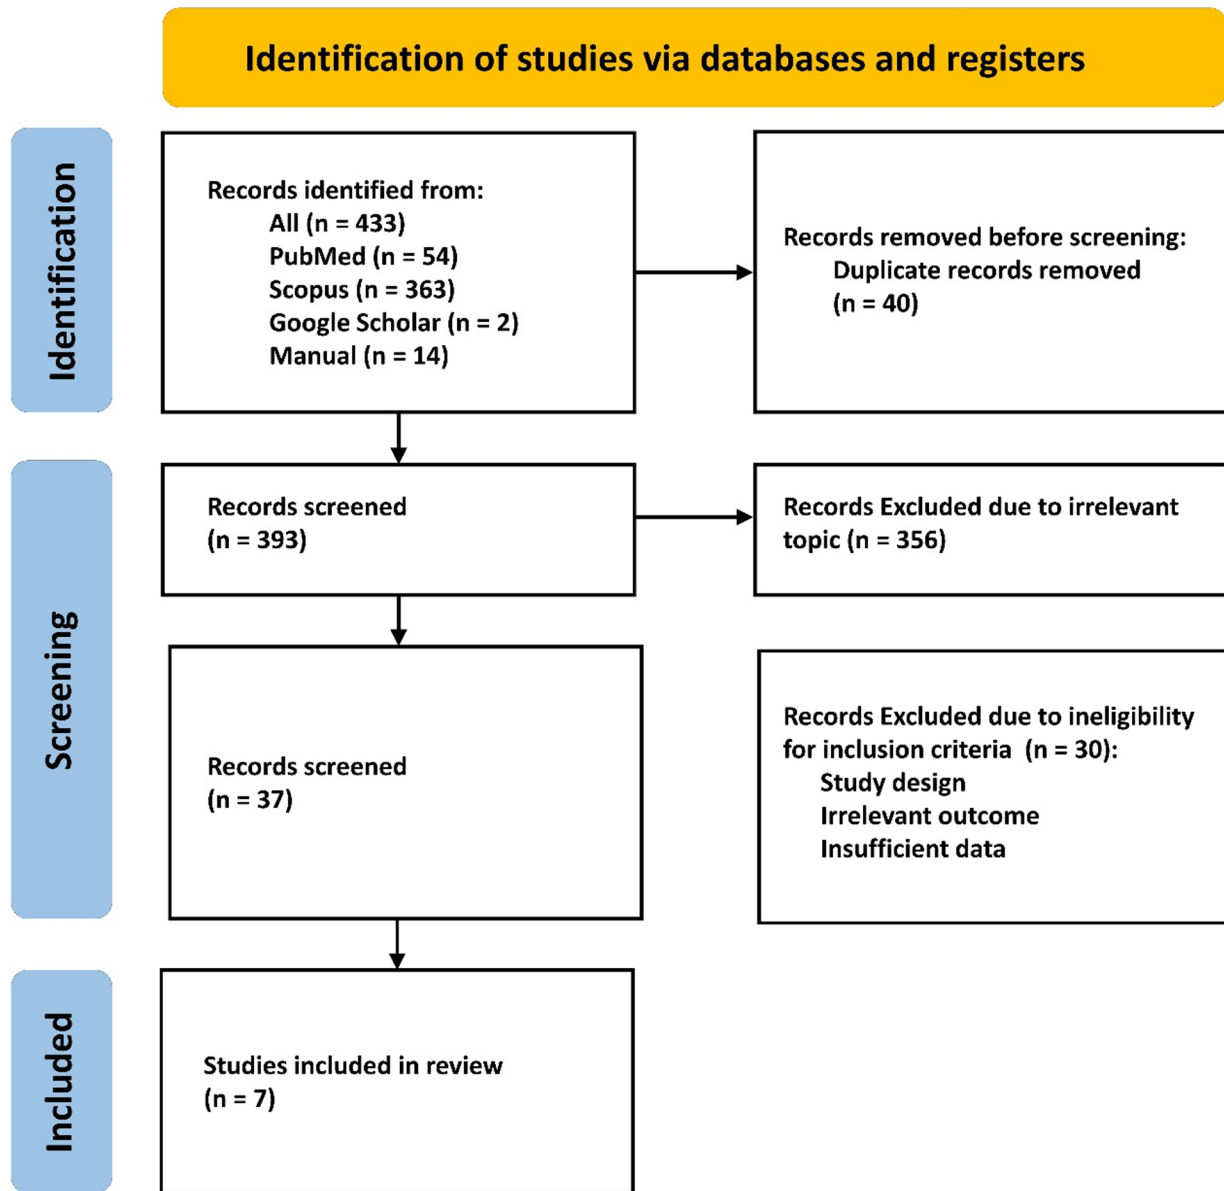 Identification of studies via databases and registers
Identification
Records identified from:
All (n = 433)
PubMed (n = 54)
Scopus (n = 363)
Google Scholar (n = 2)
Manual (n = 14)
Records removed before screening:
Duplicate records removed
(n = 40)
Screening
Records screened
(n = 393)
Records Excluded due to irrelevant
topic (n = 356)
Records screened
(n = 37)
Records Excluded due to ineligibility
for inclusion criteria (n = 30):
Study design
Irrelevant outcome
Insufficient data
Included
Studies included in review
(n = 7)